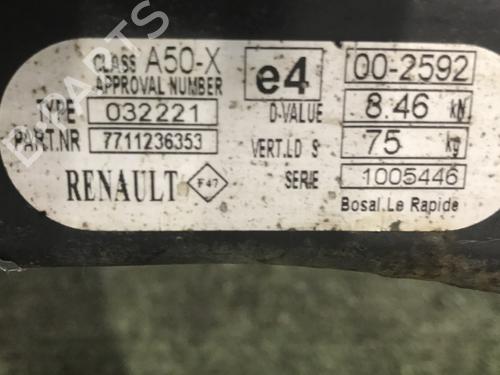 CLASS A50-X e4 00-2592
APPROVAL NUMBER
TYPE 032221 D-VALUE 8.46 kN
PART.NR 7711236353 VERT.LD S 75 kg
RENAULT F47 SERIE 1005446
Bosal.Le Rapide